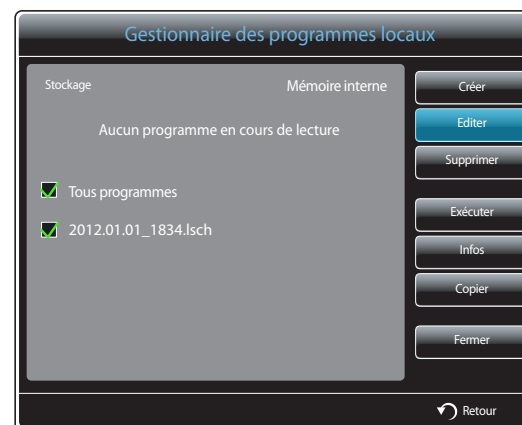 Gestionnaire des programmes locaux
Stockage Mémoire interne
Aucun programme en cours de lecture
Tous programmes
2012.01.01_1834.lsch
Créer
Editer
Supprimer
Exécuter
Infos
Copier
Fermer
Retour